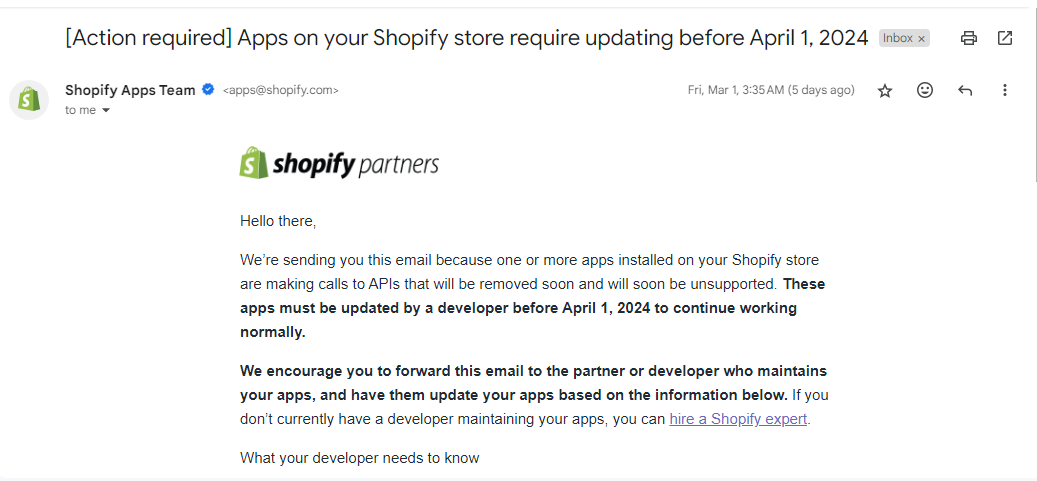 [Action required] Apps on your Shopify store require updating before April 1, 2024 Inbox ×
Shopify Apps Team <apps@shopify.com> Fri, Mar 1, 3:35 AM (5 days ago)
to me
shopify partners
Hello there,
We’re sending you this email because one or more apps installed on your Shopify store
are making calls to APIs that will be removed soon and will soon be unsupported. These
apps must be updated by a developer before April 1, 2024 to continue working
normally.
We encourage you to forward this email to the partner or developer who maintains
your apps, and have them update your apps based on the information below. If you
don’t currently have a developer maintaining your apps, you can hire a Shopify expert.
What your developer needs to know